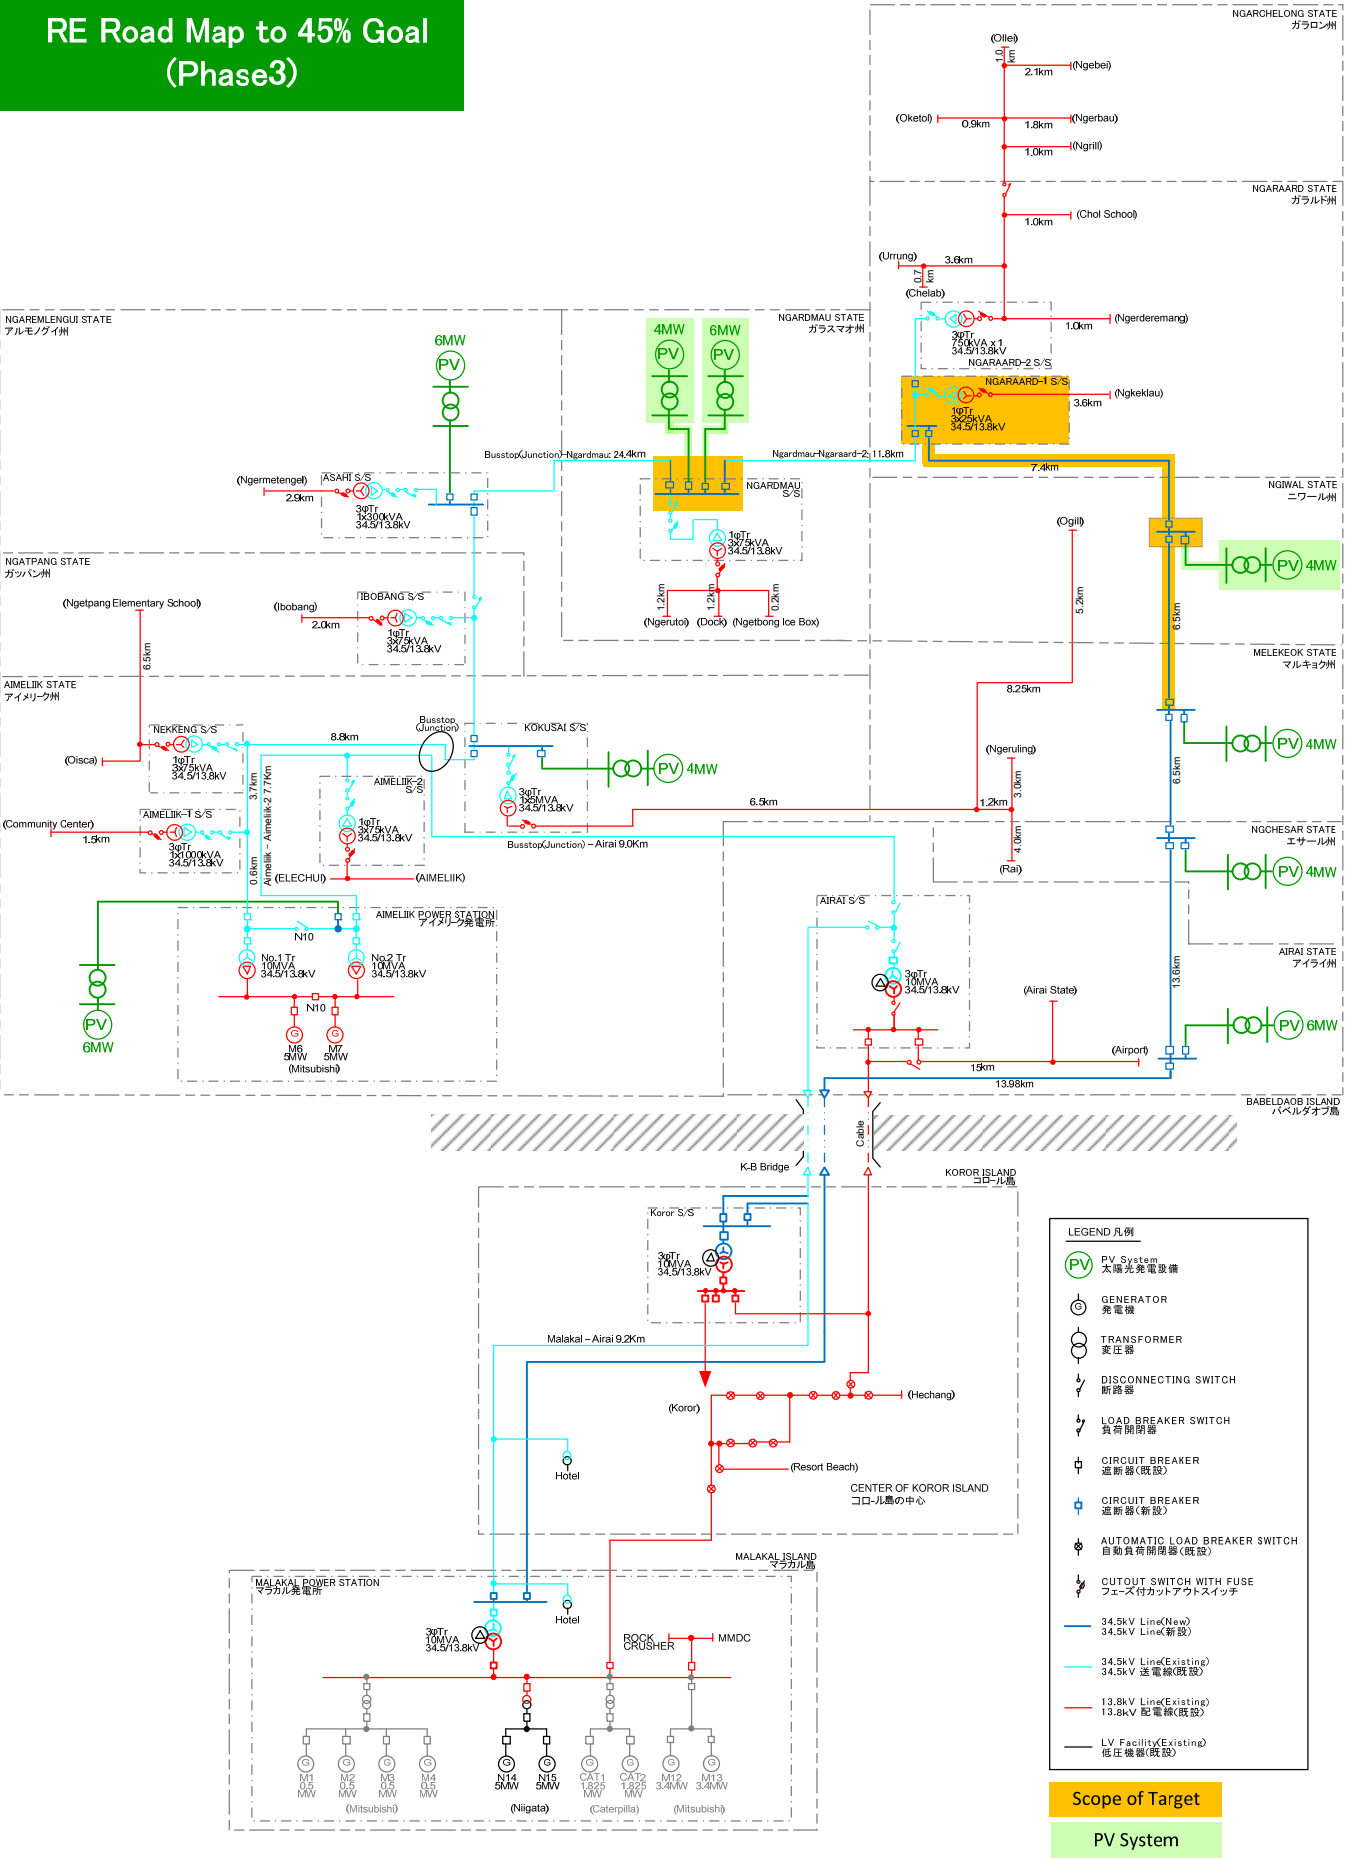 RE Road Map to 45% Goal
(Phase3)
NGARCHELONG STATE
ガラロン州
(Ollei)
1.0
km
2.1km
(Ngebei)
(Oketol)
0.9km
1.8km
(Ngerbau)
1.0km
(Ngrill)
NGARAARD STATE
ガラルド州
1.0km
(Chol School)
(Urrung)
3.6km
0.7
km
(Chelab)
1.0km
(Ngerderemang)
3φTr
750kVA x 1
34.5/13.8kV
NGARAARD-2 S/S
NGARAARD-1 S/S
3.6km
(Ngkeklau)
1φTr
3x25kVA
34.5/13.8kV
7.4km
NGAREMLENGUI STATE
アルモノグイ州
6MW
PV
NGARDMAU STATE
ガラスマオ州
4MW
6MW
PV
PV
Busstop(Junction)-Ngardmau: 24.4km
Ngardmau-Ngaraard-2: 11.8km
(Ngermetengel)
2.9km
ASAHI S/S
3φTr
1x300kVA
34.5/13.8kV
NGARDMAU
S/S
1φTr
3x75kVA
34.5/13.8kV
1.2km
1.2km
0.2km
(Ngerutoi)
(Dock)
(Ngetbong Ice Box)
NGIWAL STATE
ニワール州
(Ogill)
5.2km
PV
4MW
6.5km
NGATPANG STATE
ガッパン州
(Ngetpang Elementary School)
6.5km
(Ibobang)
2.0km
IBOBANG S/S
1φTr
3x75kVA
34.5/13.8kV
MELEKEOK STATE
マルキョク州
8.25km
PV
4MW
6.5km
AIMELIIK STATE
アイメリーク州
NEKKENG S/S
(Oisca)
1φTr
3x75kVA
34.5/13.8kV
8.8km
Busstop
(Junction)
KOKUSAI S/S
PV
4MW
3φTr
1x5MVA
34.5/13.8kV
6.5km
1.2km
(Ngeruling)
3.0km
4.0km
(Rai)
3.7km
Aimeliik - Aimeliik-2 7.7Km
AIMELIIK-2
S/S
1φTr
3x75kVA
34.5/13.8kV
(ELECHUI)
(AIMELIIK)
AIMELIIK-1 S/S
(Community Center)
1.5km
3φTr
1x1000kVA
34.5/13.8kV
0.6km
Busstop(Junction) - Airai 9.0Km
NGCHESAR STATE
エサール州
PV
4MW
13.6km
AIMELIIK POWER STATION
アイメリーク発電所
N10
No.1 Tr
10MVA
34.5/13.8kV
No.2 Tr
10MVA
34.5/13.8kV
N10
G
G
M6
5MW
M7
5MW
(Mitsubishi)
PV
6MW
AIRAI S/S
3φTr
10MVA
34.5/13.8kV
AIRAI STATE
アイライ州
(Airai State)
PV
6MW
(Airport)
15km
13.98km
BABELDAOB ISLAND
バベルダオブ島
Cable
K-B Bridge
KOROR ISLAND
コロール島
Koror S/S
3φTr
10MVA
34.5/13.8kV
Malakal - Airai 9.2Km
(Koror)
(Hechang)
(Resort Beach)
Hotel
CENTER OF KOROR ISLAND
コロール島の中心
MALAKAL ISLAND
マラカル島
MALAKAL POWER STATION
マラカル発電所
Hotel
3φTr
10MVA
34.5/13.8kV
ROCK
CRUSHER
MMDC
G
G
G
G
G
G
G
G
G
G
M1
0.5
MW
M2
0.5
MW
M3
0.5
MW
M4
0.5
MW
N14
5MW
N15
5MW
CAT1
1.825
MW
CAT2
1.825
MW
M12
3.4MW
M13
3.4MW
(Mitsubishi)
(Niigata)
(Caterpilla)
(Mitsubishi)
LEGEND 凡例
PV
PV System
太陽光発電設備
G
GENERATOR
発電機
TRANSFORMER
変圧器
DISCONNECTING SWITCH
断路器
LOAD BREAKER SWITCH
負荷開閉器
CIRCUIT BREAKER
遮断器(既設)
CIRCUIT BREAKER
遮断器(新設)
AUTOMATIC LOAD BREAKER SWITCH
自動負荷開閉器(既設)
CUTOUT SWITCH WITH FUSE
フェーズ付カットアウトスイッチ
34.5kV Line(New)
34.5kV Line(新設)
34.5kV Line(Existing)
34.5kV 送電線(既設)
13.8kV Line(Existing)
13.8kV 配電線(既設)
LV Facility(Existing)
低圧機器(既設)
Scope of Target
PV System